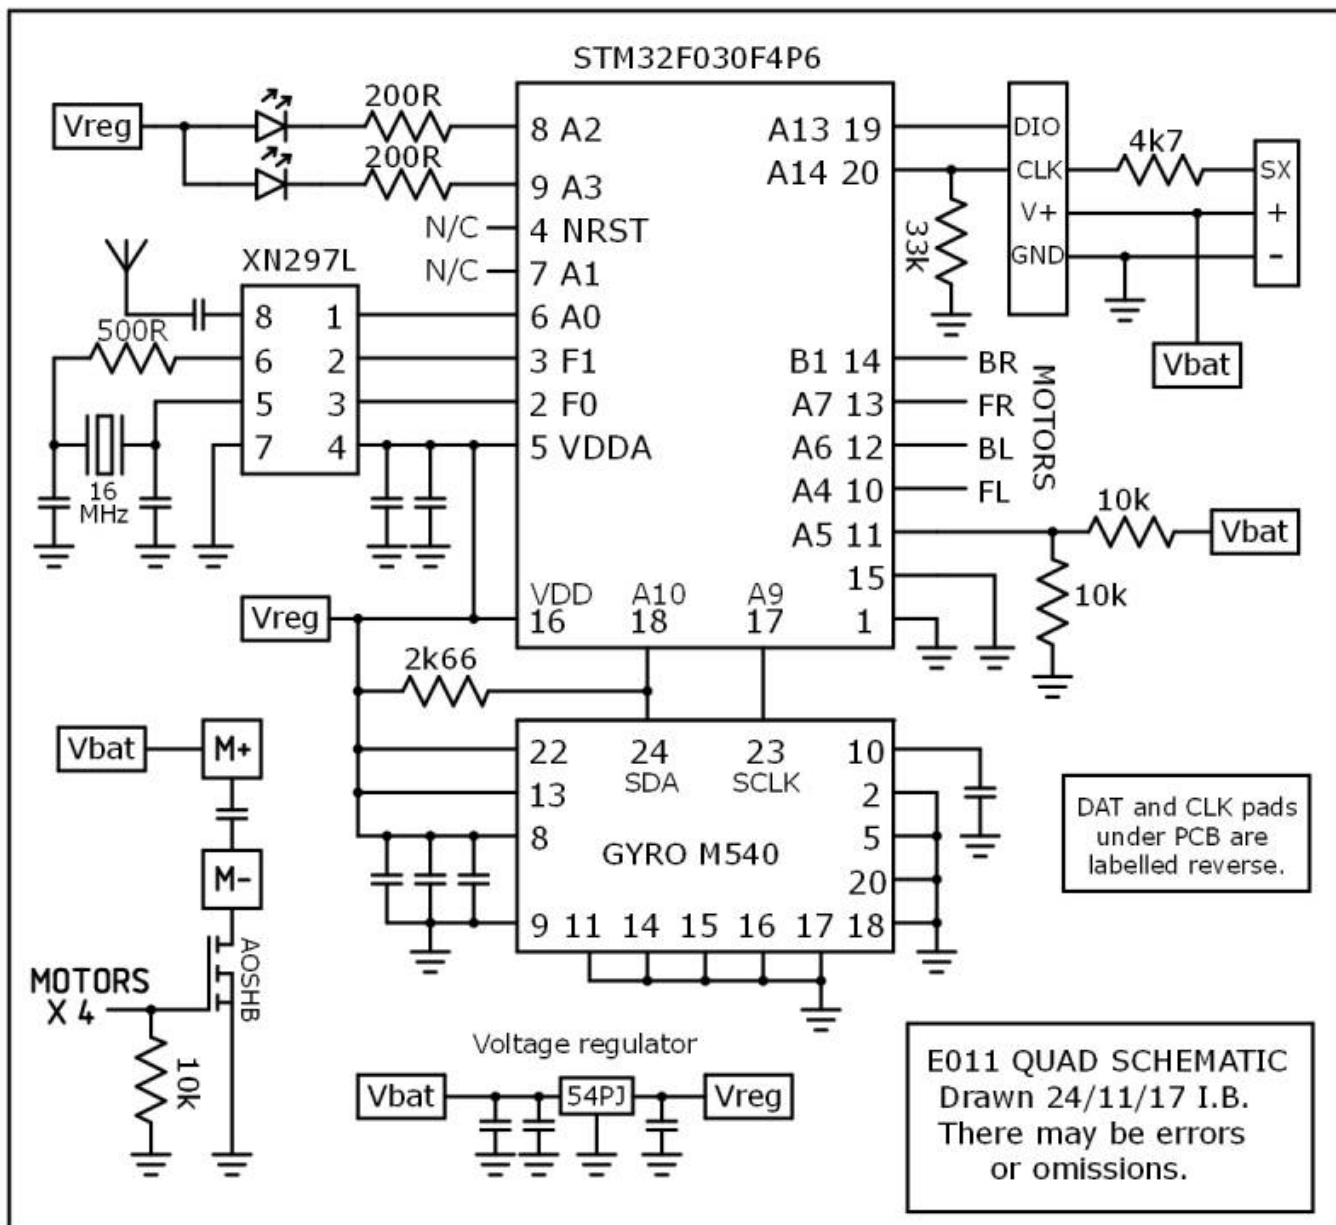 STM32F030F4P6
Vreg
200R
200R
8 A2
9 A3
N/C
4 NRST
N/C
7 A1
6 A0
3 F1
2 F0
5 VDDA
A13 19
A14 20
B1 14
A7 13
A6 12
A4 10
A5 11
15
1
VDD
16
A10
18
A9
17
DIO
CLK
V+
GND
4k7
SX
+
-
33k
Vbat
BR
FR
BL
FL
MOTORS
10k
Vbat
10k
XN297L
8 1
6 2
5 3
7 4
500R
16
MHz
Vreg
2k66
22
13
8
24
SDA
23
SCLK
10
2
5
20
GYRO M540
9 11 14 15 16 17 18
DAT and CLK pads
under PCB are
labelled reverse.
Vbat
M+
M-
AOSHB
MOTORS
X 4
10k
Voltage regulator
Vbat
54PJ
Vreg
E011 QUAD SCHEMATIC
Drawn 24/11/17 I.B.
There may be errors
or omissions.